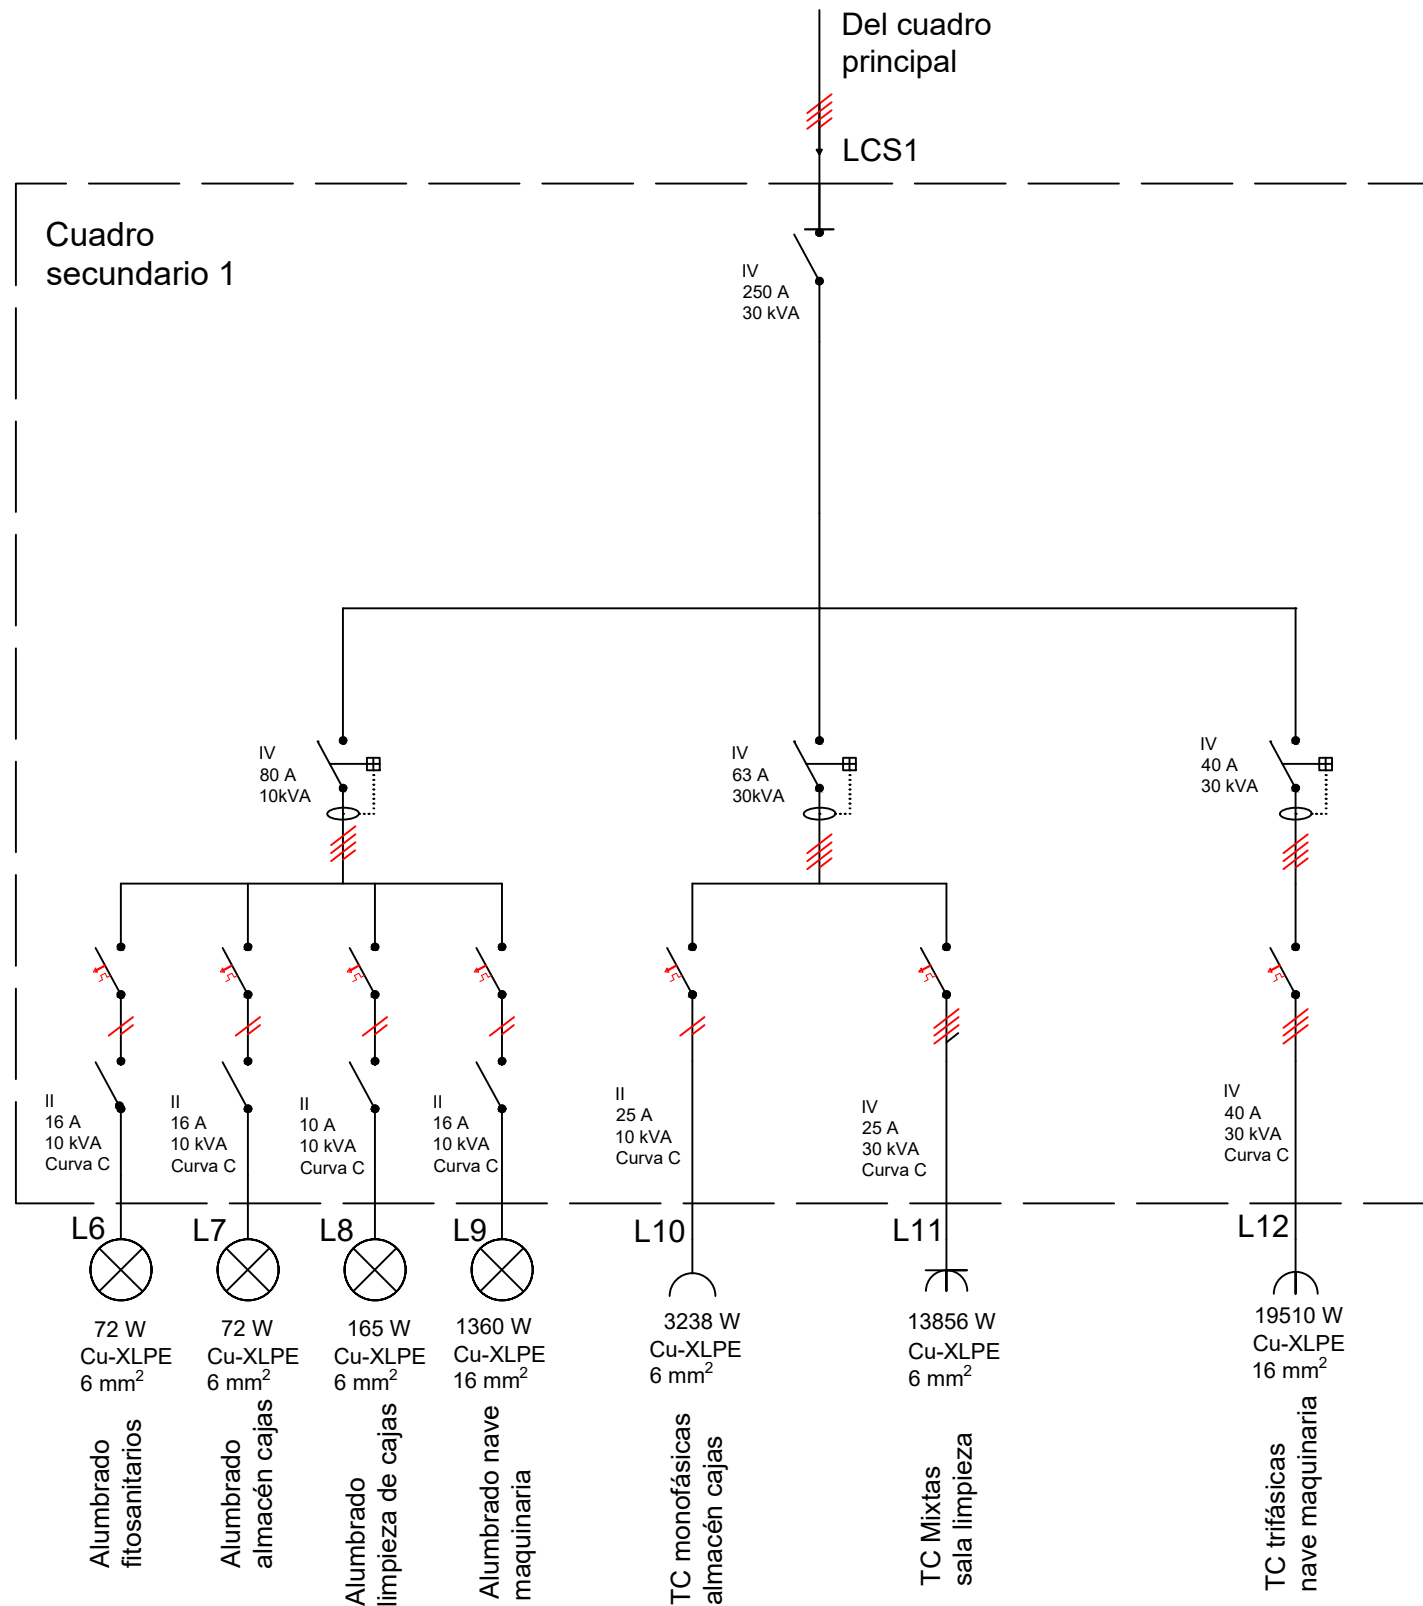 Del cuadro
principal
LCS1
Cuadro
secundario 1
IV
250 A
30 kVA
IV
80 A
10kVA
IV
63 A
30kVA
IV
40 A
30 kVA
II
16 A
10 kVA
Curva C
II
16 A
10 kVA
Curva C
II
10 A
10 kVA
Curva C
II
16 A
10 kVA
Curva C
II
25 A
10 kVA
Curva C
IV
25 A
30 kVA
Curva C
IV
40 A
30 kVA
Curva C
L6
72 W
Cu-XLPE
6 mm²
Alumbrado
fitosanitarios
L7
72 W
Cu-XLPE
6 mm²
Alumbrado
almacén cajas
L8
165 W
Cu-XLPE
6 mm²
Alumbrado
limpieza de cajas
L9
1360 W
Cu-XLPE
16 mm²
Alumbrado nave
maquinaria
L10
3238 W
Cu-XLPE
6 mm²
TC monofásicas
almacén cajas
L11
13856 W
Cu-XLPE
6 mm²
TC Mixtas
sala limpieza
L12
19510 W
Cu-XLPE
16 mm²
TC trifásicas
nave maquinaria